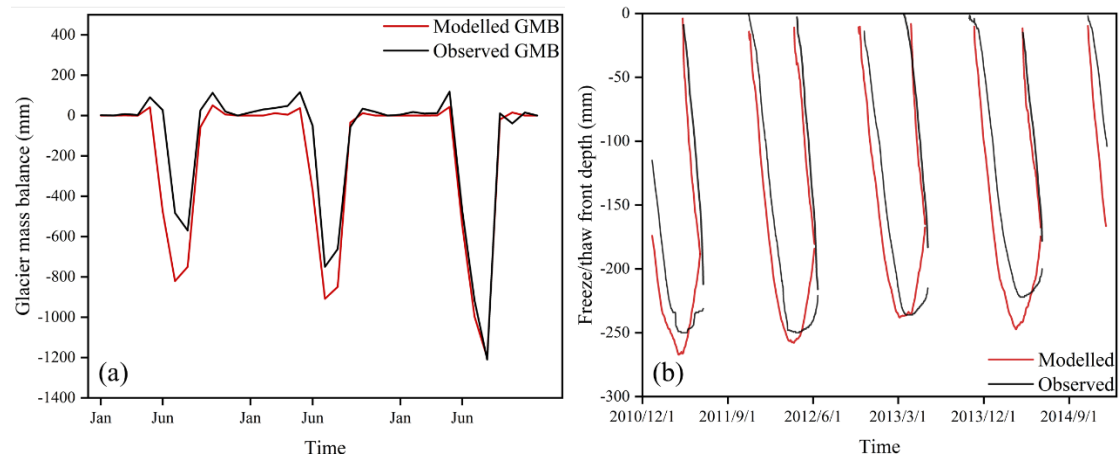 400
200
0
-200
-400
-600
-800
-1000
-1200
-1400
Glacier mass balance (mm)
Modelled GMB
Observed GMB
(a)
Jan
Jun
Jan
Jun
Jan
Jun
Time
0
-50
-100
-150
-200
-250
-300
Freeze/thaw front depth (mm)
(b)
Modelled
Observed
2010/12/1
2011/9/1
2012/6/1
2013/3/1
2013/12/1
2014/9/1
Time